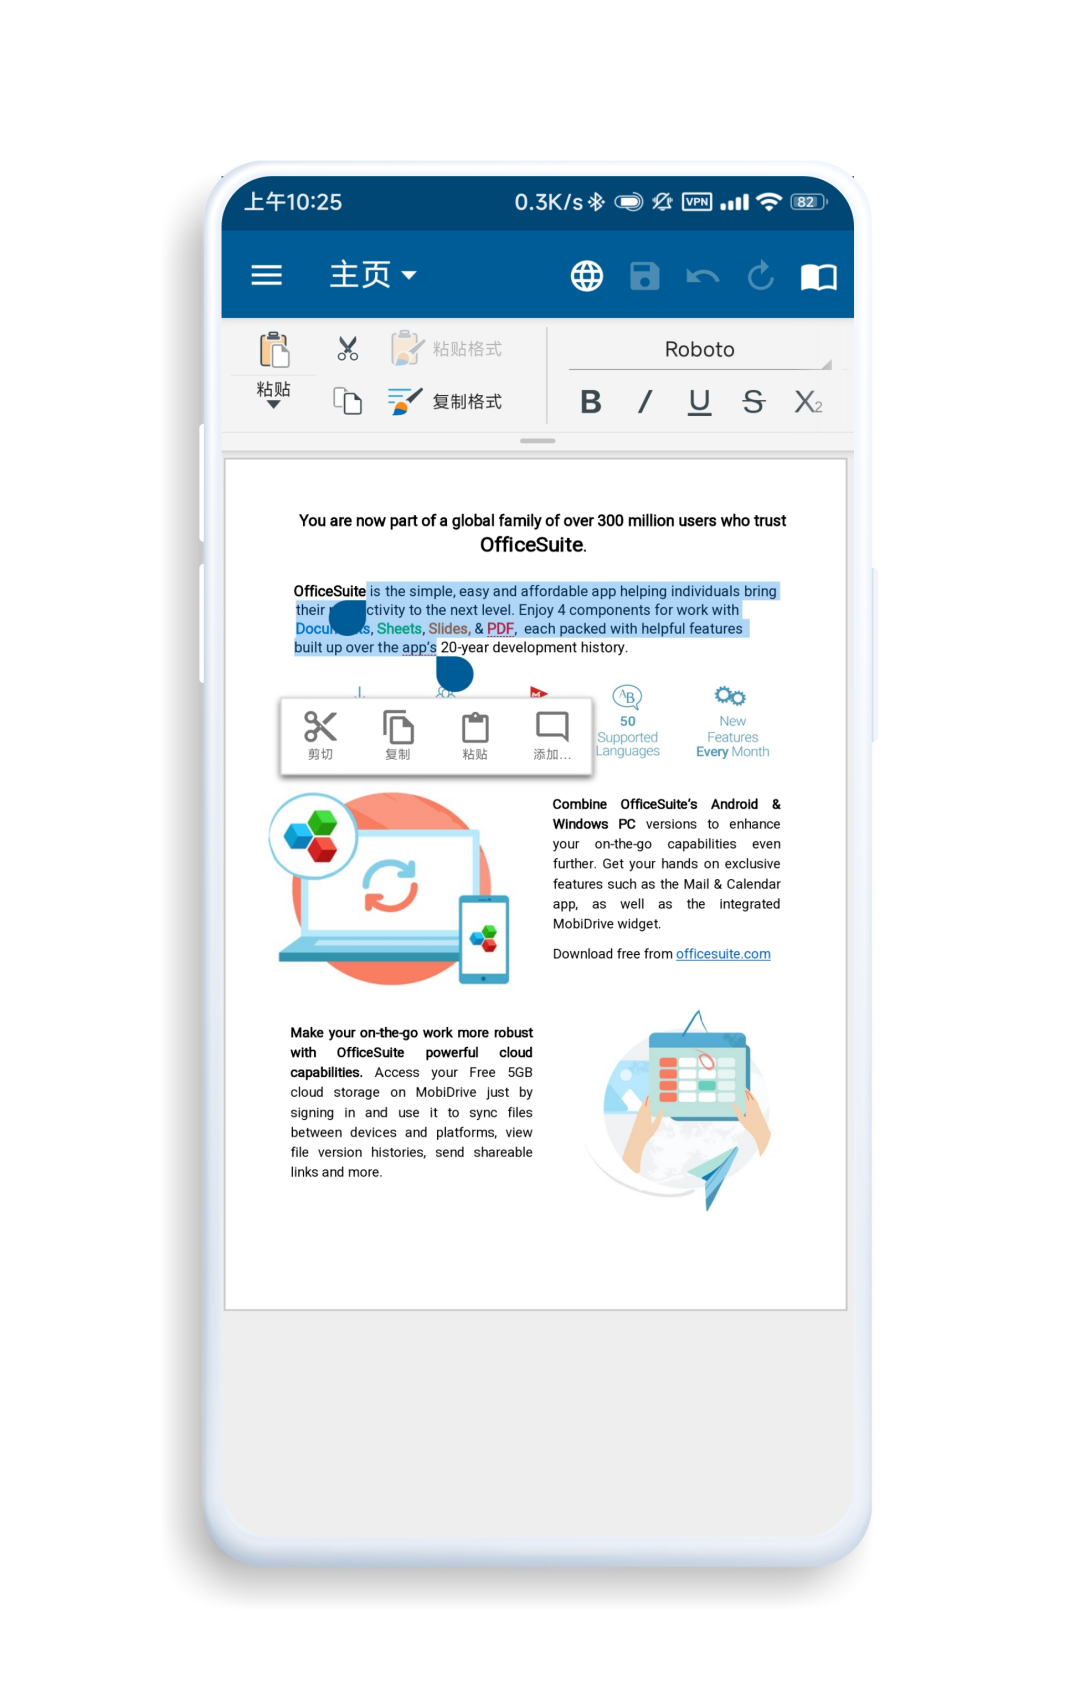 上午10:25
0.3K/s VPN 82
主页
粘贴格式
Roboto
粘贴
复制格式
B I U S X2
You are now part of a global family of over 300 million users who trust
OfficeSuite.
OfficeSuite is the simple, easy and affordable app helping individuals bring
their ctivity to the next level. Enjoy 4 components for work with
Docu s, Sheets, Slides, & PDF, each packed with helpful features
built up over the app's 20-year development history.
剪切
复制
粘贴
添加...
AB
50
Supported
Languages
New
Features
Every Month
Combine OfficeSuite's Android &
Windows PC versions to enhance
your on-the-go capabilities even
further. Get your hands on exclusive
features such as the Mail & Calendar
app, as well as the integrated
MobiDrive widget.
Download free from officesuite.com
Make your on-the-go work more robust
with OfficeSuite powerful cloud
capabilities. Access your Free 5GB
cloud storage on MobiDrive just by
signing in and use it to sync files
between devices and platforms, view
file version histories, send shareable
links and more.